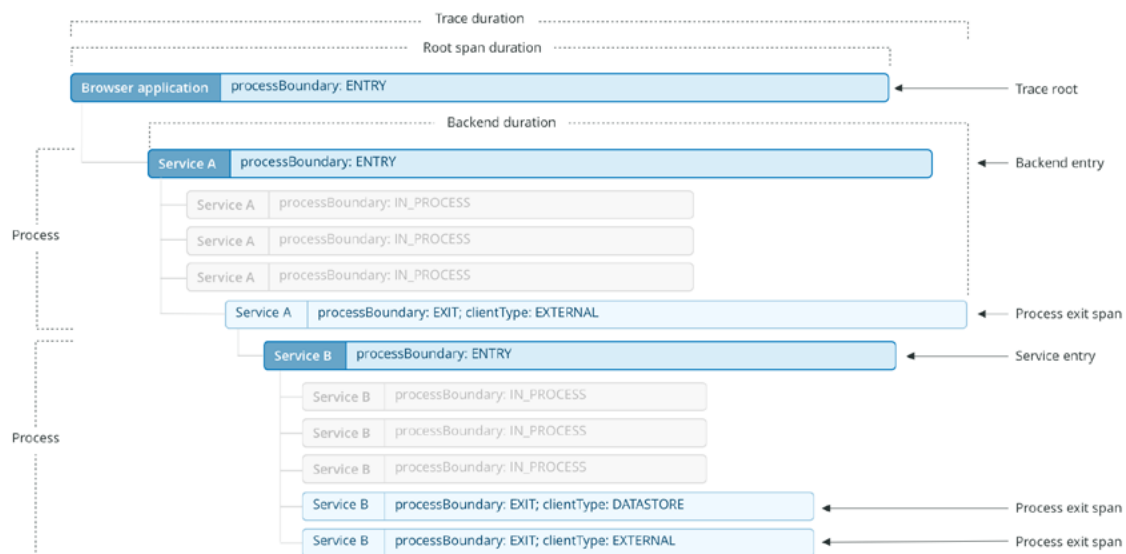 Trace duration
Root span duration
Browser application processBoundary: ENTRY Trace root
Backend duration
Service A processBoundary: ENTRY Backend entry
Service A processBoundary: IN_PROCESS
Process
Service A processBoundary: IN_PROCESS
Service A processBoundary: IN_PROCESS
Service A processBoundary: EXIT; clientType: EXTERNAL Process exit span
Service B processBoundary: ENTRY Service entry
Service B processBoundary: IN_PROCESS
Process
Service B processBoundary: IN_PROCESS
Service B processBoundary: IN_PROCESS
Service B processBoundary: EXIT; clientType: DATASTORE Process exit span
Service B processBoundary: EXIT; clientType: EXTERNAL Process exit span